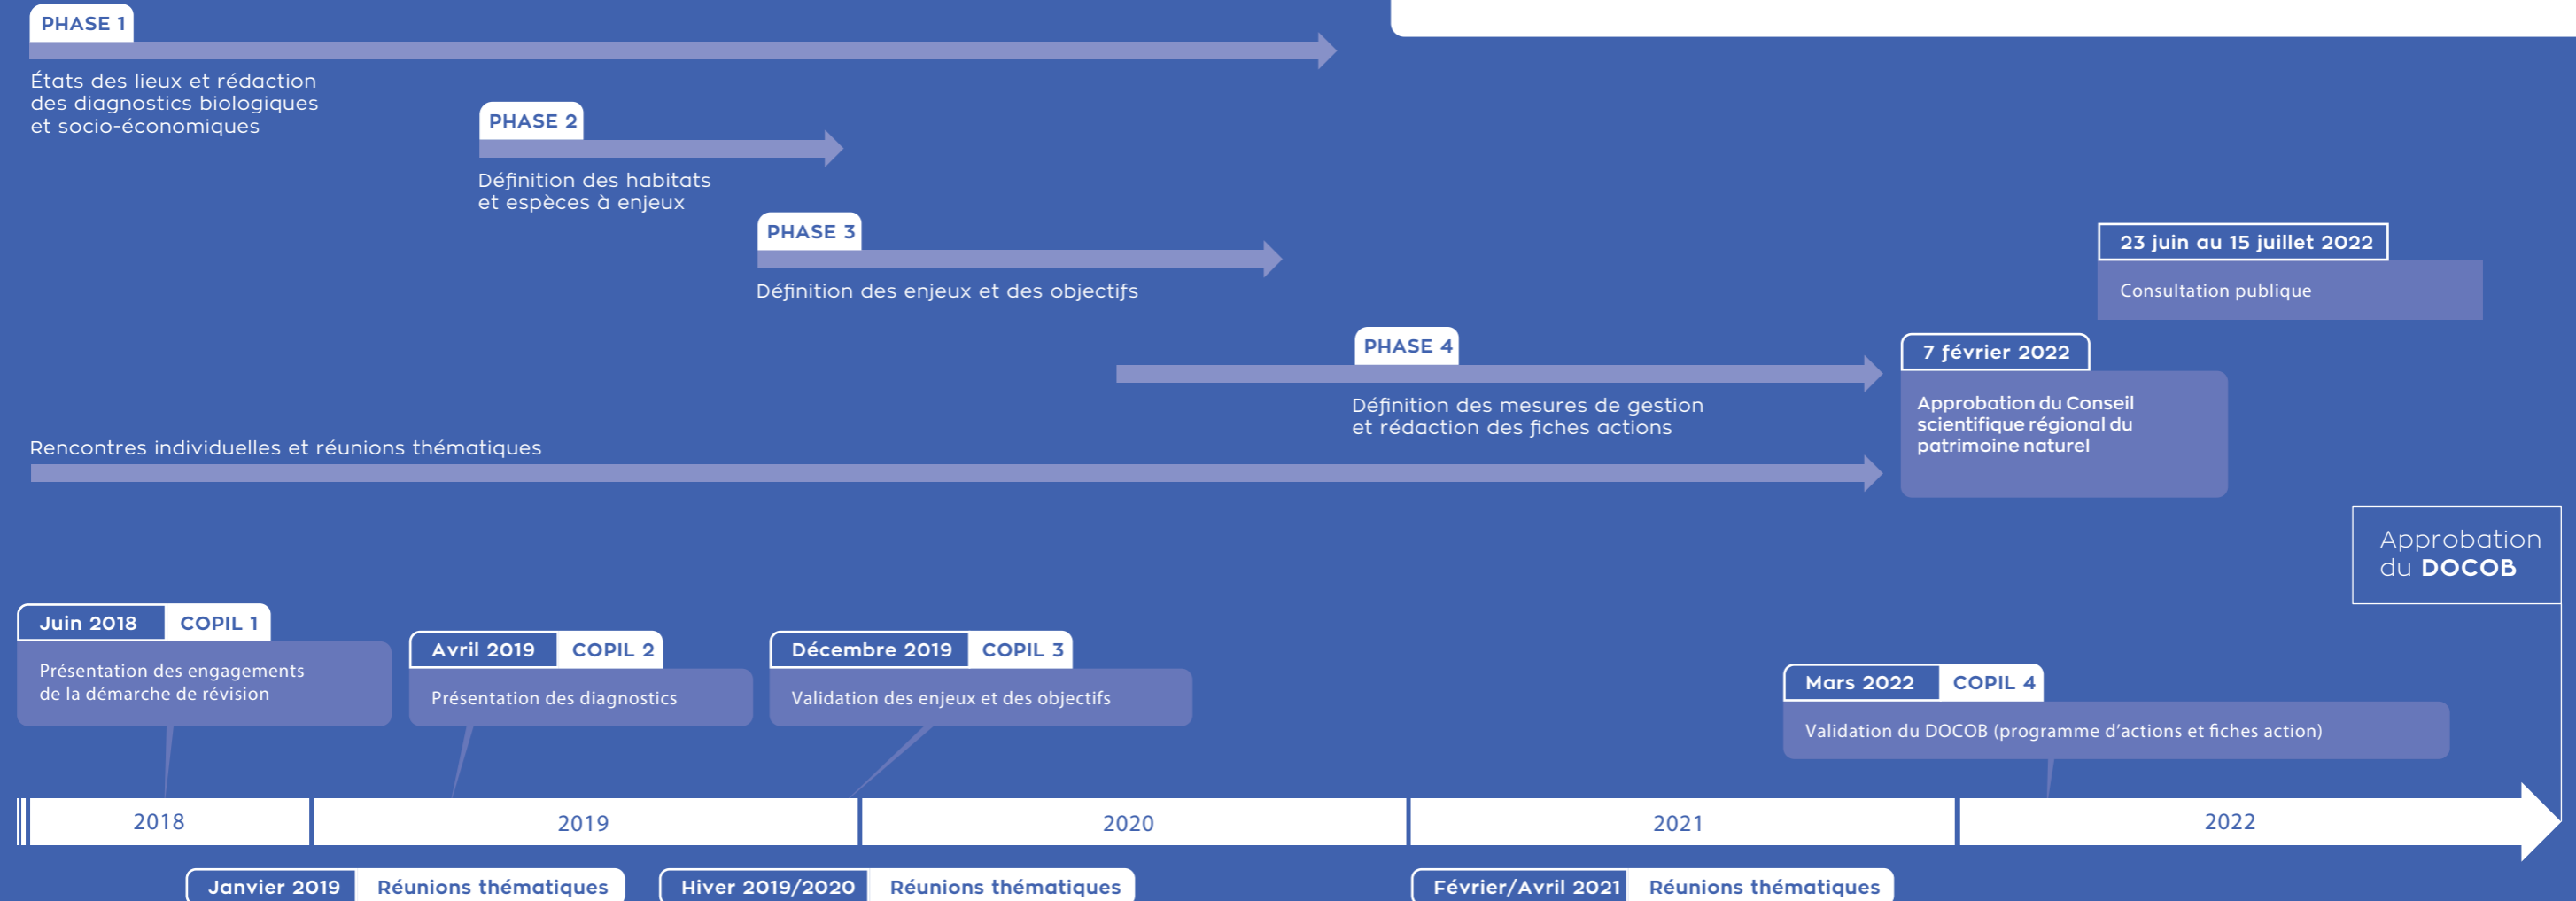 PHASE 1
États des lieux et rédaction
des diagnostics biologiques
et socio-économiques
PHASE 2
Définition des habitats
et espèces à enjeux
PHASE 3
Définition des enjeux et des objectifs
23 juin au 15 juillet 2022
Consultation publique
PHASE 4
Définition des mesures de gestion
et rédaction des fiches actions
7 février 2022
Approbation du Conseil
scientifique régional du
patrimoine naturel
Rencontres individuelles et réunions thématiques
Approbation
du DOCOB
Juin 2018 COPIL 1
Présentation des engagements
de la démarche de révision
Avril 2019 COPIL 2
Présentation des diagnostics
Décembre 2019 COPIL 3
Validation des enjeux et des objectifs
Mars 2022 COPIL 4
Validation du DOCOB (programme d’actions et fiches action)
2018 2019 2020 2021 2022
Janvier 2019 Réunions thématiques
Hiver 2019/2020 Réunions thématiques
Février/Avril 2021 Réunions thématiques